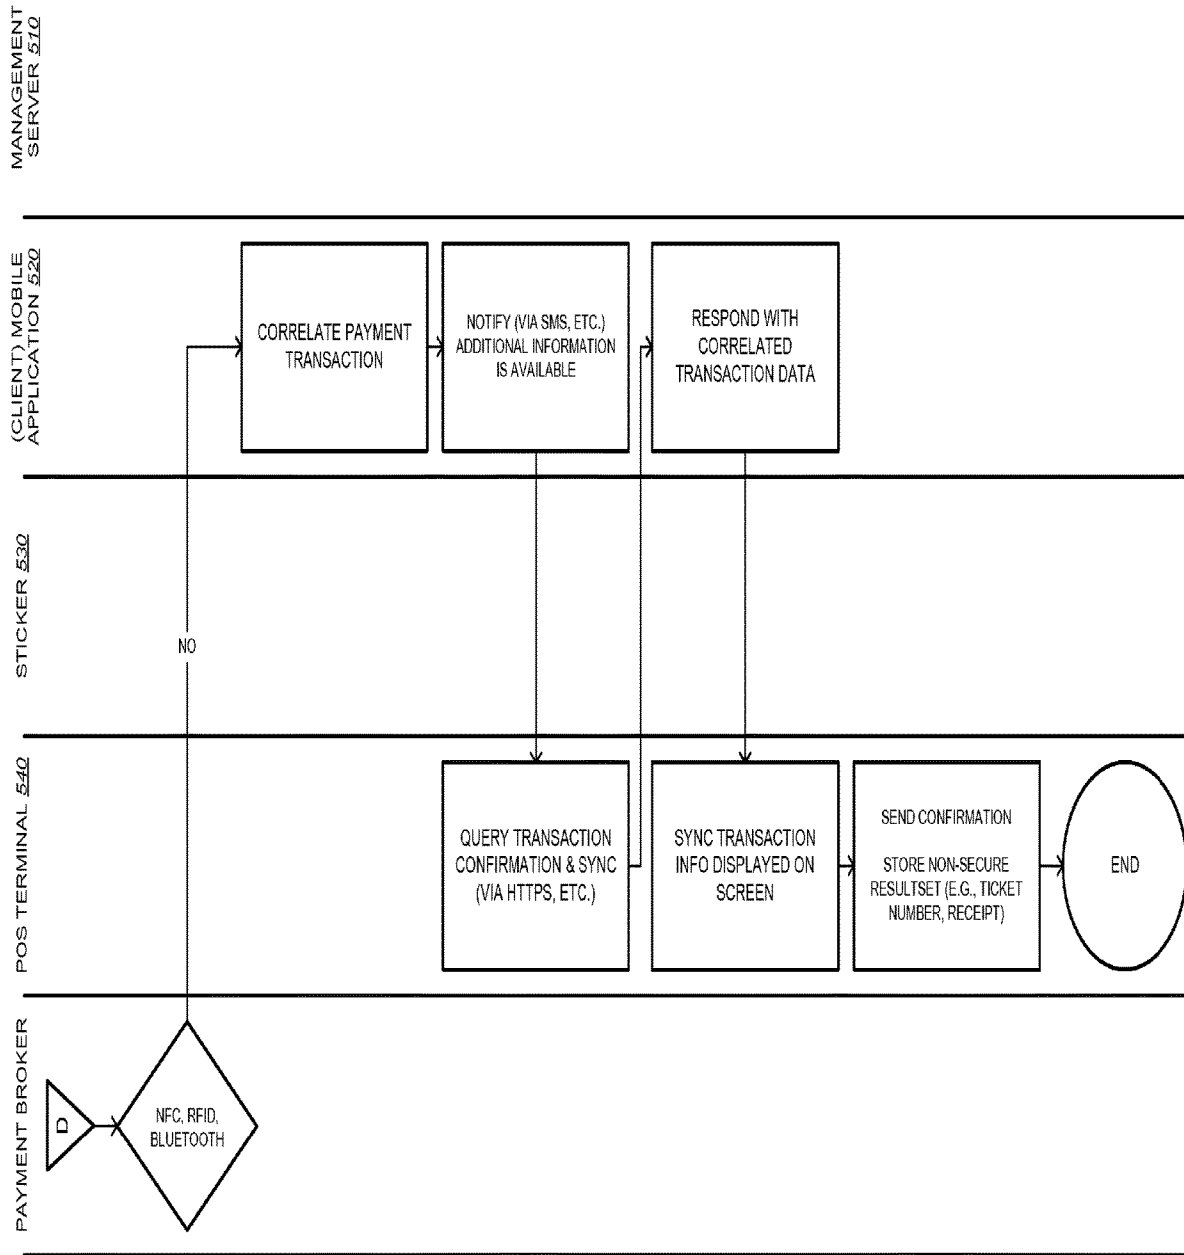 MANAGEMENT
SERVER 510
(CLIENT) MOBILE
APPLICATION 520
STICKER 530
POS TERMINAL 540
PAYMENT BROKER
D
NFC, RFID,
BLUETOOTH
NO
CORRELATE PAYMENT
TRANSACTION
NOTIFY (VIA SMS, ETC.)
ADDITIONAL INFORMATION
IS AVAILABLE
QUERY TRANSACTION
CONFIRMATION & SYNC
(VIA HTTPS, ETC.)
RESPOND WITH
CORRELATED
TRANSACTION DATA
SYNC TRANSACTION
INFO DISPLAYED ON
SCREEN
SEND CONFIRMATION
STORE NON-SECURE
RESULTSET (E.G., TICKET
NUMBER, RECEIPT)
END